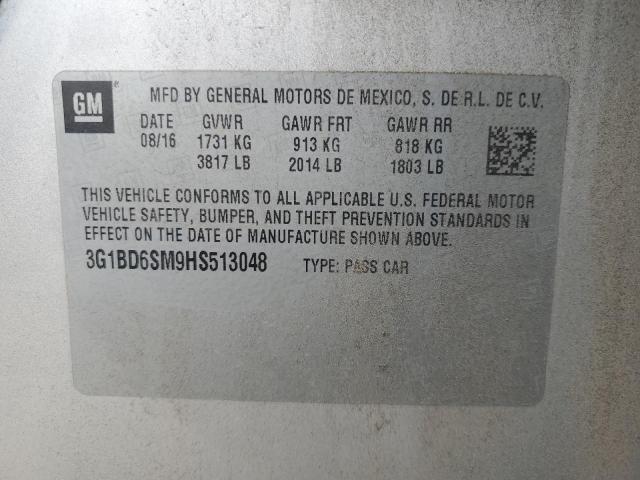 GM
MFD BY GENERAL MOTORS DE MEXICO, S. DE R.L. DE C.V.
DATE GVWR GAWR FRT GAWR RR
08/16 1731 KG 913 KG 818 KG
3817 LB 2014 LB 1803 LB
THIS VEHICLE CONFORMS TO ALL APPLICABLE U.S. FEDERAL MOTOR
VEHICLE SAFETY, BUMPER, AND THEFT PREVENTION STANDARDS IN
EFFECT ON THE DATE OF MANUFACTURE SHOWN ABOVE.
3G1BD6SM9HS513048 TYPE: PASS CAR